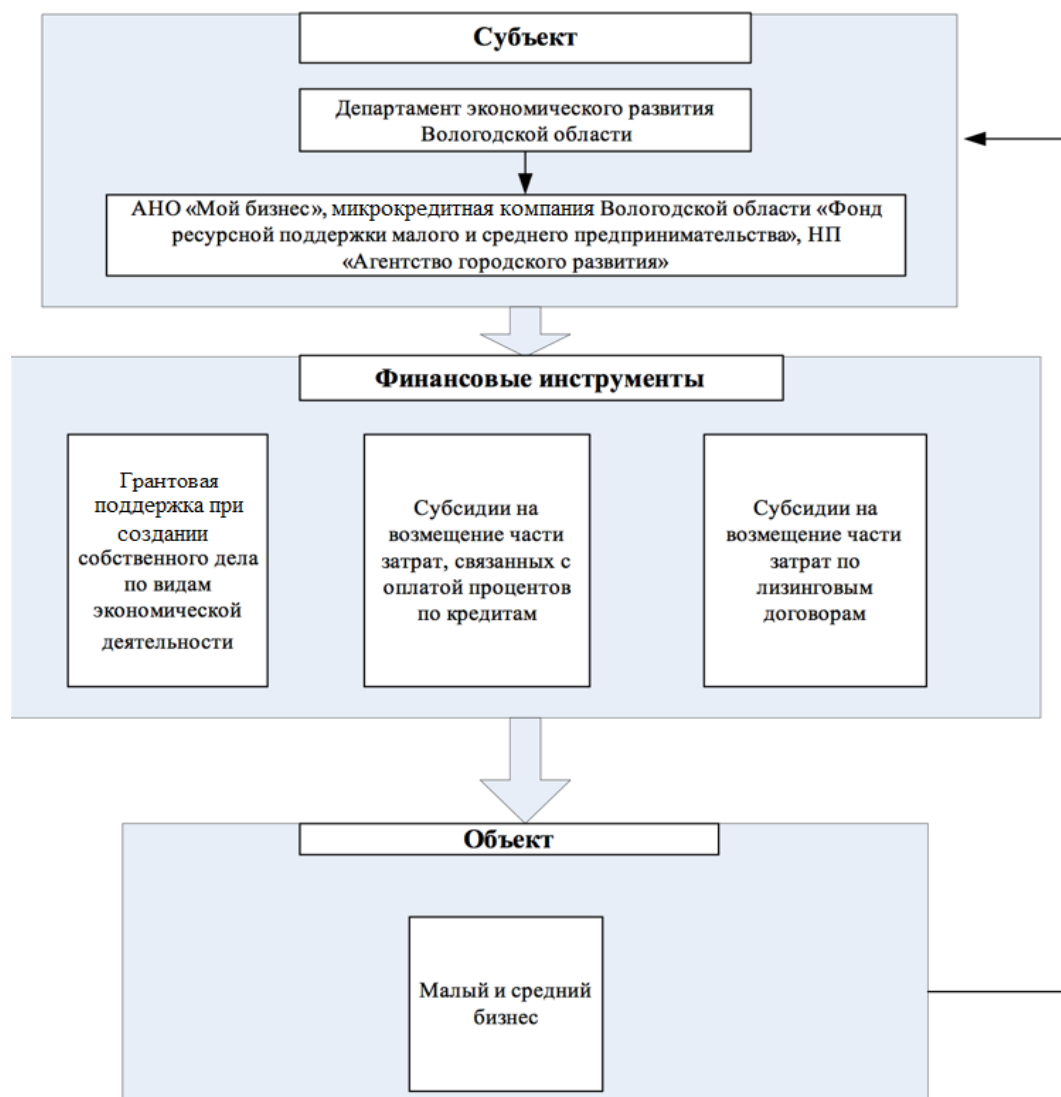 Субъект
Департамент экономического развития
Вологодской области
АНО «Мой бизнес», микрокредитная компания Вологодской области «Фонд
ресурсной поддержки малого и среднего предпринимательства», НП
«Агентство городского развития»
Финансовые инструменты
Грантовая
поддержка при
создании
собственного дела
по видам
экономической
деятельности
Субсидии на
возмещение части
затрат, связанных с
оплатой процентов
по кредитам
Субсидии на
возмещение части
затрат по
лизинговым
договорам
Объект
Малый и средний
бизнес